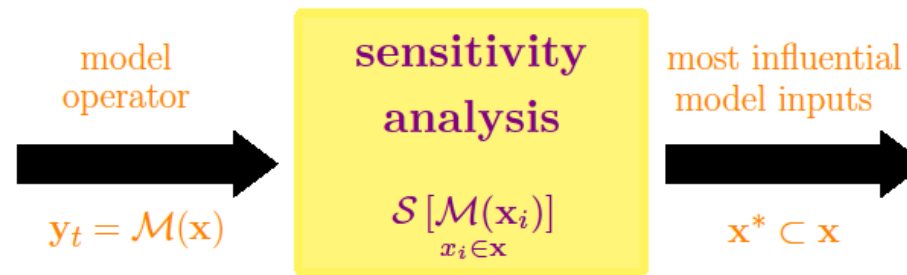 model
operator
y_t = M(x)
sensitivity
analysis
S [M(x_i)]
x_i∈x
most influential
model inputs
x* ⊂ x